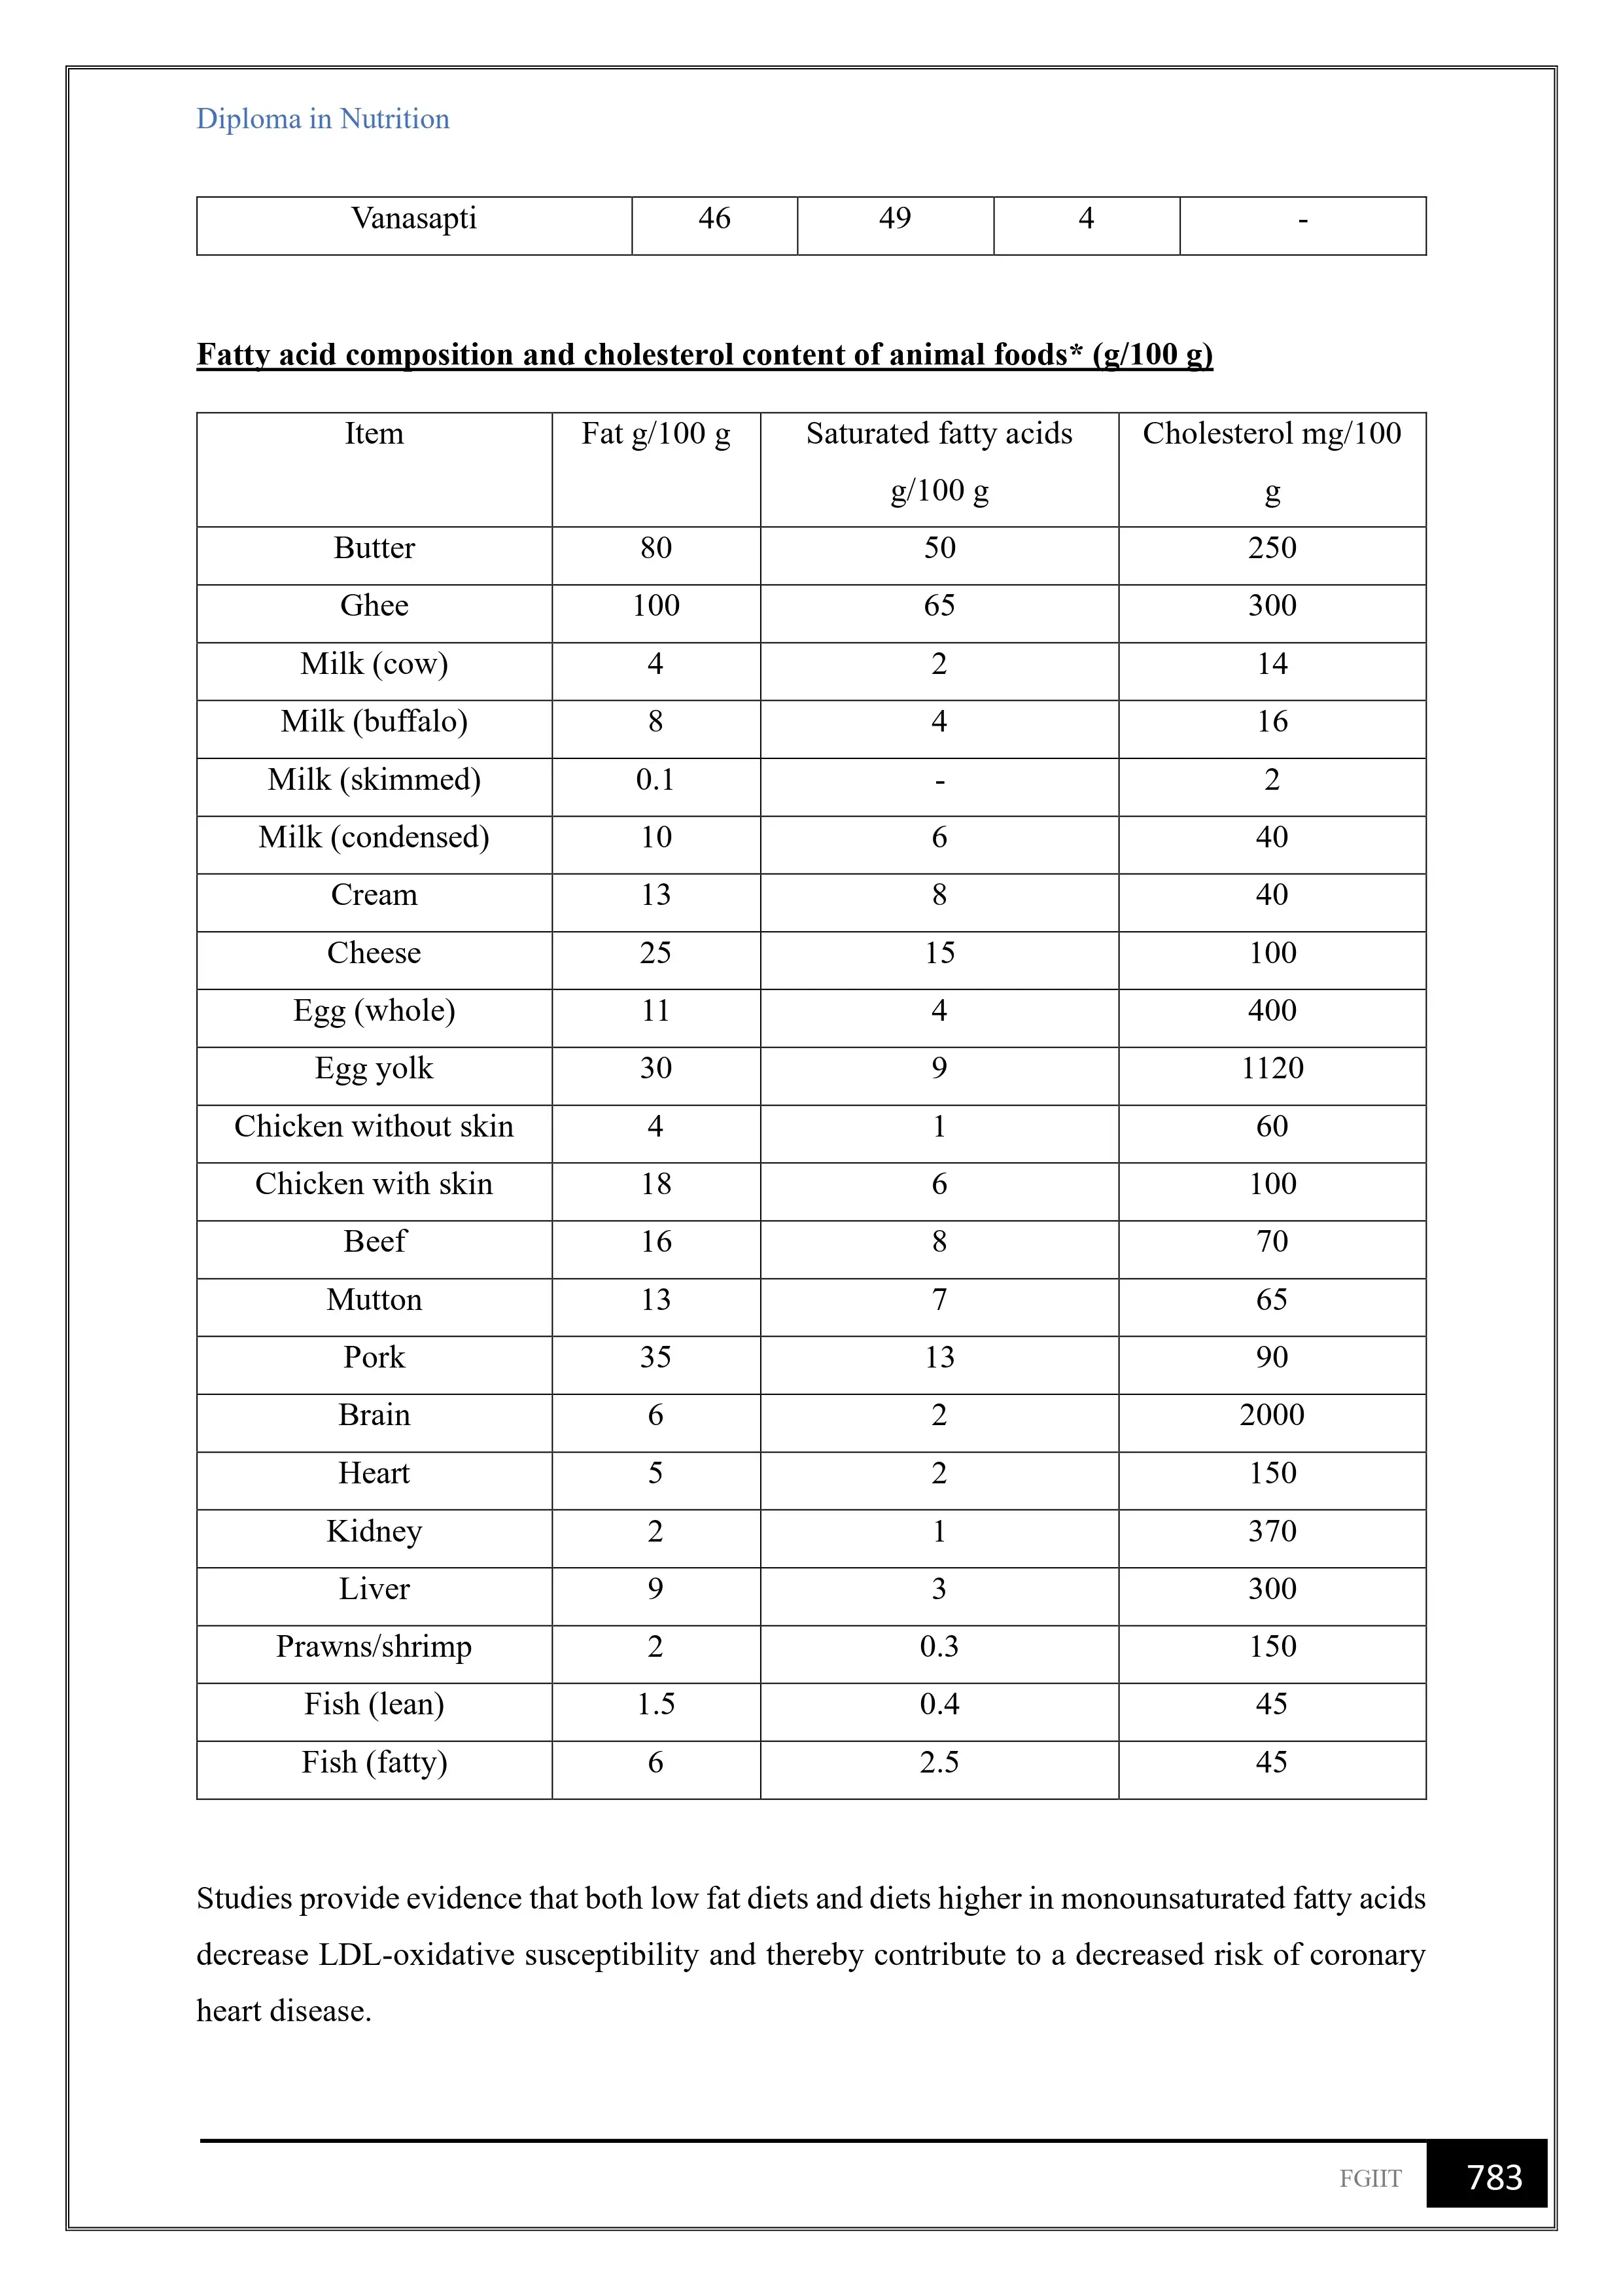 Diploma in Nutrition
Vanasapti 46 49 4 -
Fatty acid composition and cholesterol content of animal foods* (g/100 g)
Item Fat g/100 g Saturated fatty acids Cholesterol mg/100
g/100 g g
Butter 80 50 250
Ghee 100 65 300
Milk (cow) 4 2 14
Milk (buffalo) 8 4 16
Milk (skimmed) 0.1 - 2
Milk (condensed) 10 6 40
Cream 13 8 40
Cheese 25 15 100
Egg (whole) 11 4 400
Egg yolk 30 9 1120
Chicken without skin 4 1 60
Chicken with skin 18 6 100
Beef 16 8 70
Mutton 13 7 65
Pork 35 13 90
Brain 6 2 2000
Heart 5 2 150
Kidney 2 1 370
Liver 9 3 300
Prawns/shrimp 2 0.3 150
Fish (lean) 1.5 0.4 45
Fish (fatty) 6 2.5 45
Studies provide evidence that both low fat diets and diets higher in monounsaturated fatty acids
decrease LDL-oxidative susceptibility and thereby contribute to a decreased risk of coronary
heart disease.
FGIIT 783